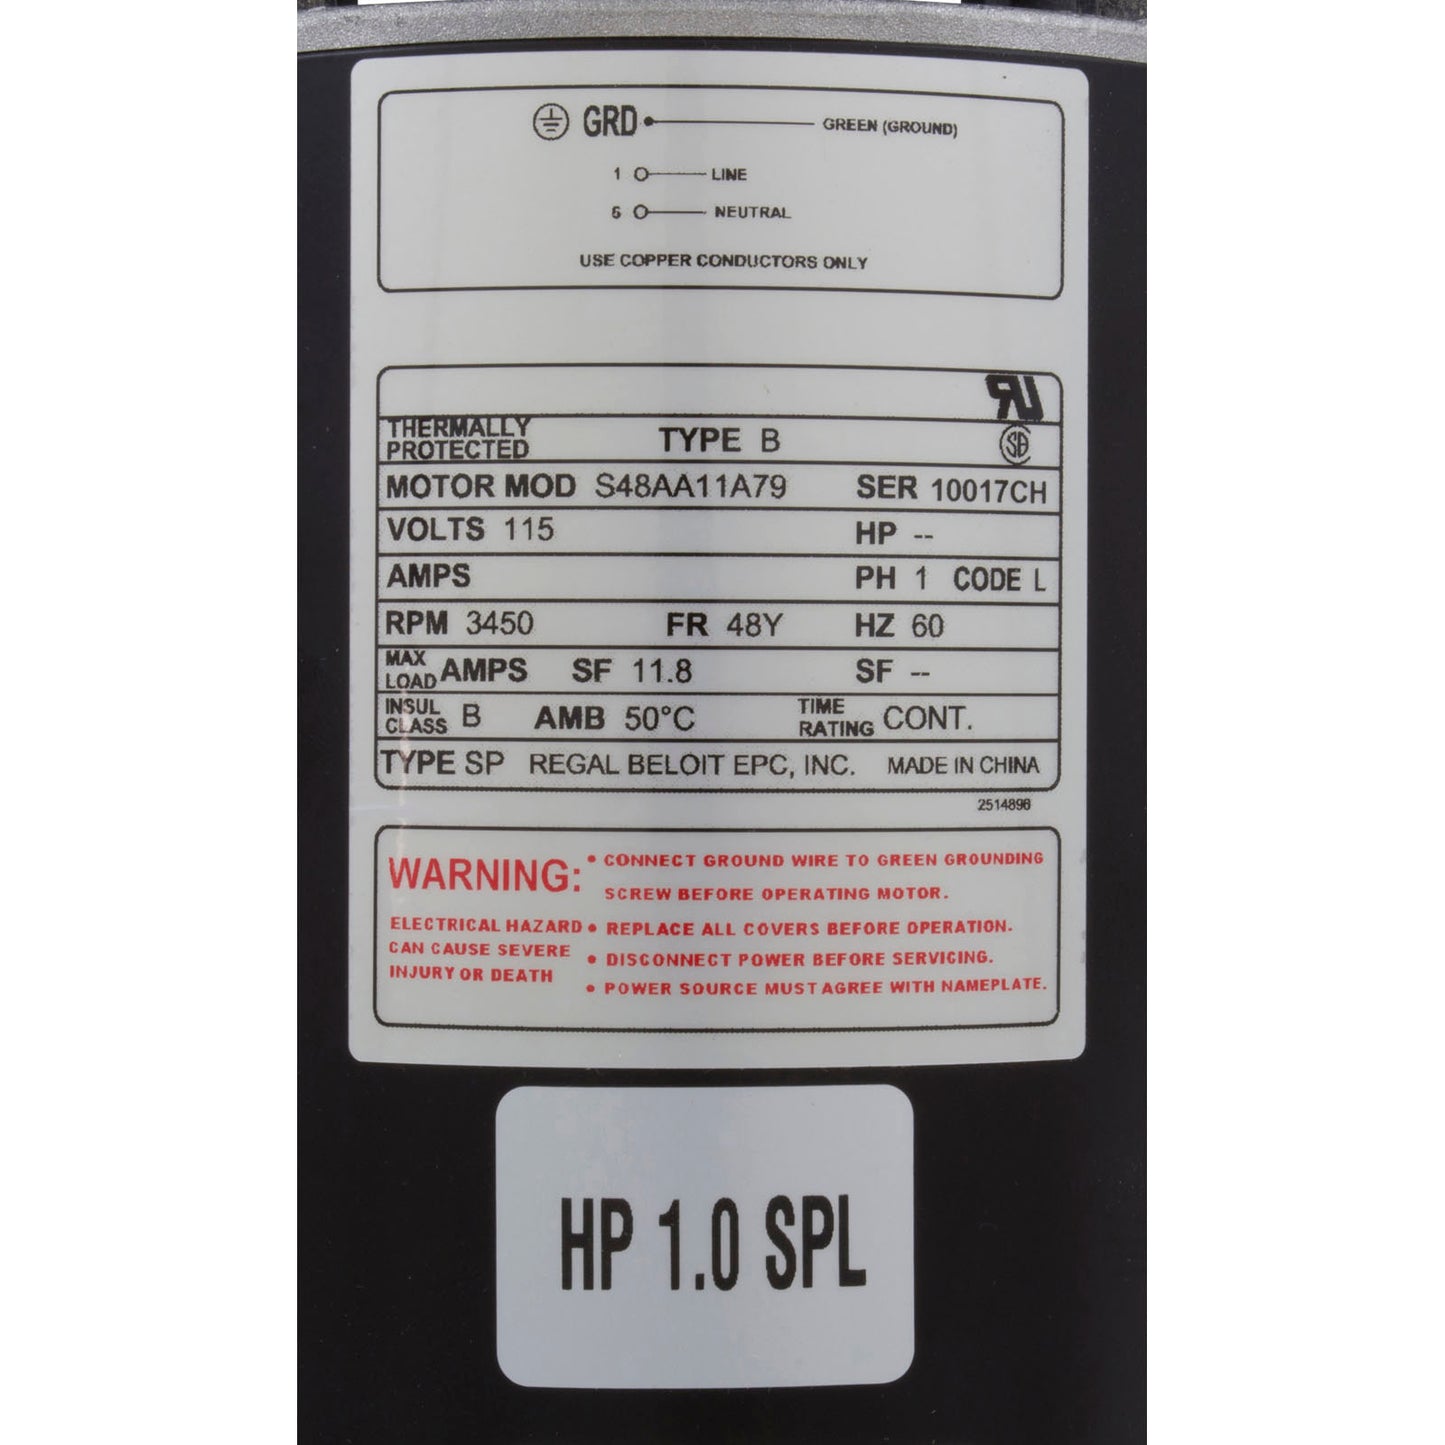 GRD GREEN (GROUND)
1 LINE
6 NEUTRAL
USE COPPER CONDUCTORS ONLY
THERMALLY PROTECTED TYPE B
MOTOR MOD S48AA11A79 SER 10017CH
VOLTS 115 HP --
AMPS PH 1 CODE L
RPM 3450 FR 48Y HZ 60
MAX LOAD AMPS SF 11.8 SF --
INSUL CLASS B AMB 50°C TIME RATING CONT.
TYPE SP REGAL BELOIT EPC, INC. MADE IN CHINA
2514896
WARNING:
ELECTRICAL HAZARD
CAN CAUSE SEVERE
INJURY OR DEATH
• CONNECT GROUND WIRE TO GREEN GROUNDING
SCREW BEFORE OPERATING MOTOR.
• REPLACE ALL COVERS BEFORE OPERATION.
• DISCONNECT POWER BEFORE SERVICING.
• POWER SOURCE MUST AGREE WITH NAMEPLATE.
HP 1.0 SPL